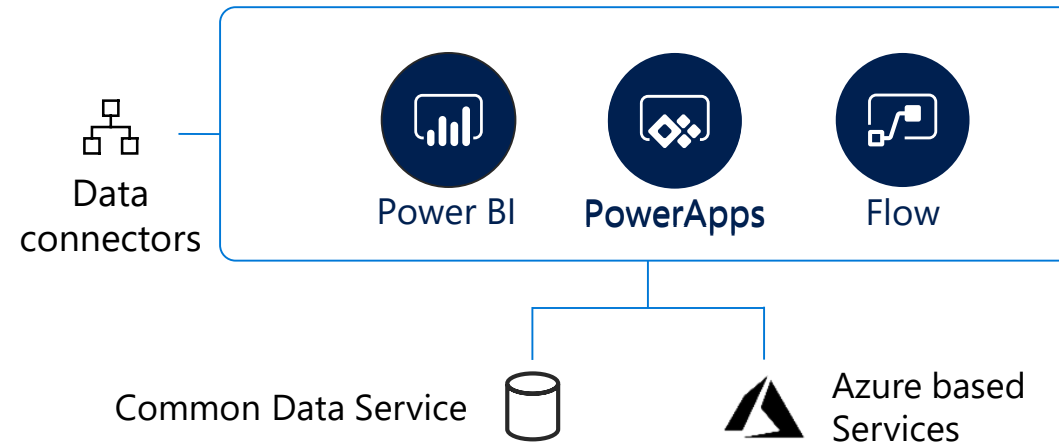 Data
connectors
Power BI
PowerApps
Flow
Common Data Service
Azure based
Services